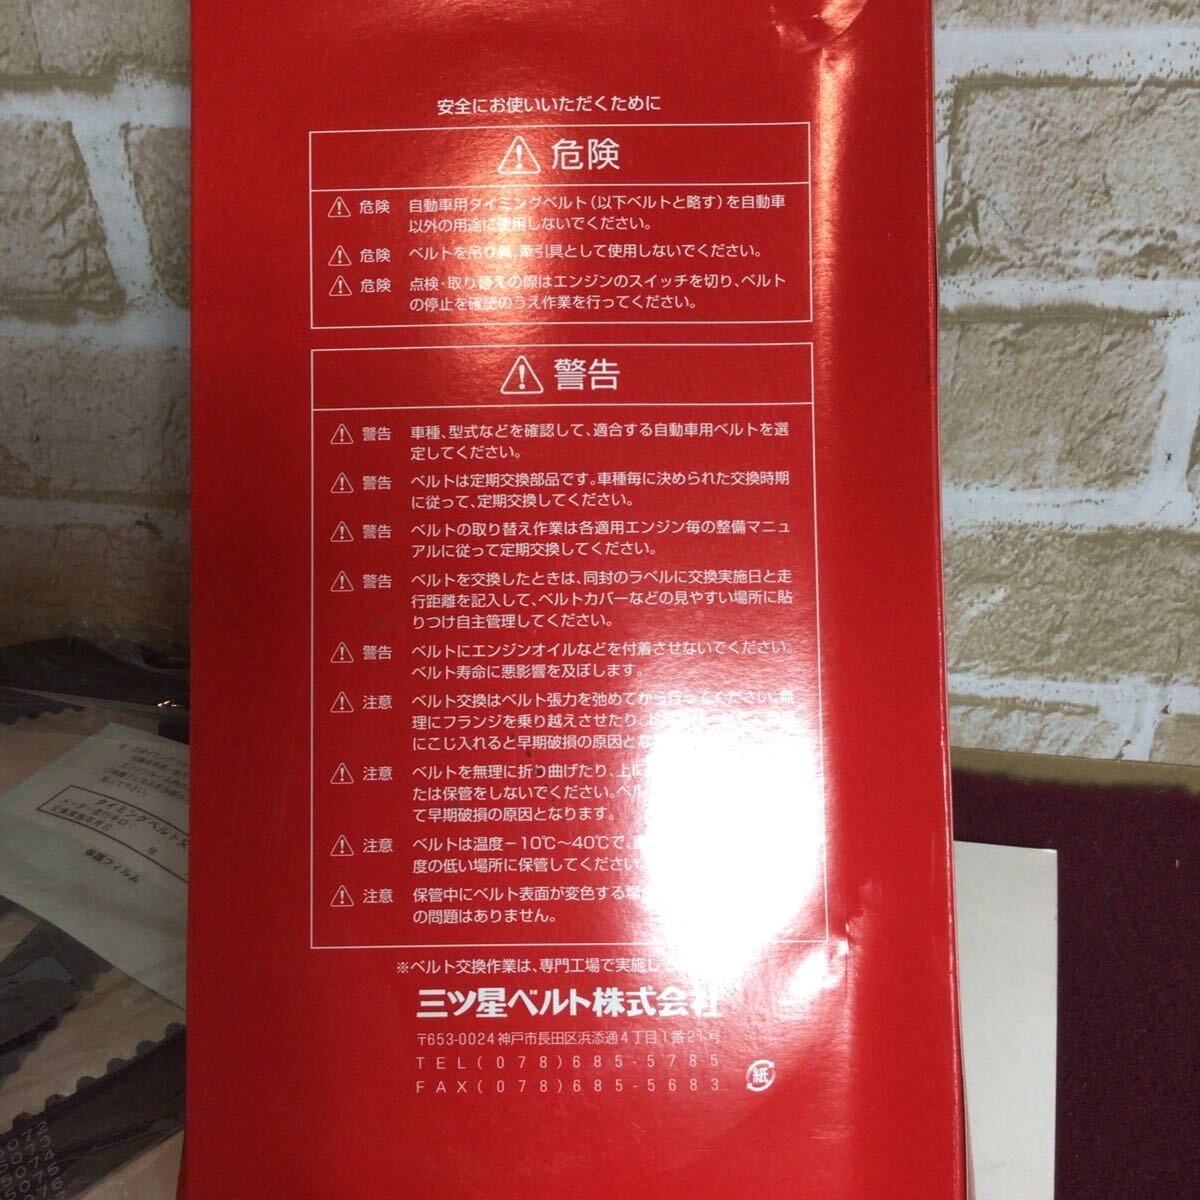 安全にお使いいただくために
危険
危険 自動車用タイミングベルト(以下ベルトと略す)を自動車
以外の用途に使用しないでください。
危険 ベルトを吊り具、牽引具として使用しないでください。
危険 点検・取り替えの際はエンジンのスイッチを切り、ベルト
の停止を確認のうえ作業を行ってください。
警告
警告 車種、型式などを確認して、適合する自動車用ベルトを選
定してください。
警告 ベルトは定期交換部品です。車種毎に決められた交換時期
に従って、定期交換してください。
警告 ベルトの取り替え作業は各適用エンジン毎の整備マニュ
アルに従って定期交換してください。
警告 ベルトを交換したときは、同封のラベルに交換実施日と走
行距離を記入して、ベルトカバーなどの見やすい場所に貼
りつけ自主管理してください。
警告 ベルトにエンジンオイルなどを付着させないでください。
ベルト寿命に悪影響を及ぼします。
注意 ベルト交換はベルト張力を弛めてから行ってください。無
理にフランジを乗り越えさせたり、
にこじ入れると早期破損の原因とな
注意 ベルトを無理に折り曲げたり、上に
たは保管をしないでください。ベル
て早期破損の原因となります。
注意 ベルトは温度-10℃~40℃で、
度の低い場所に保管してください。
注意 保管中にベルト表面が変色する場
の問題はありません。
※ベルト交換作業は、専門工場で実施し
三ツ星ベルト株式会社
〒653-0024 神戸市長田区浜添通4丁目1番21号
TEL(078)685-5785
FAX(078)685-5683
紙
タイミングベルト
メーター走行キロ
交換実施年月日
保護フィルム